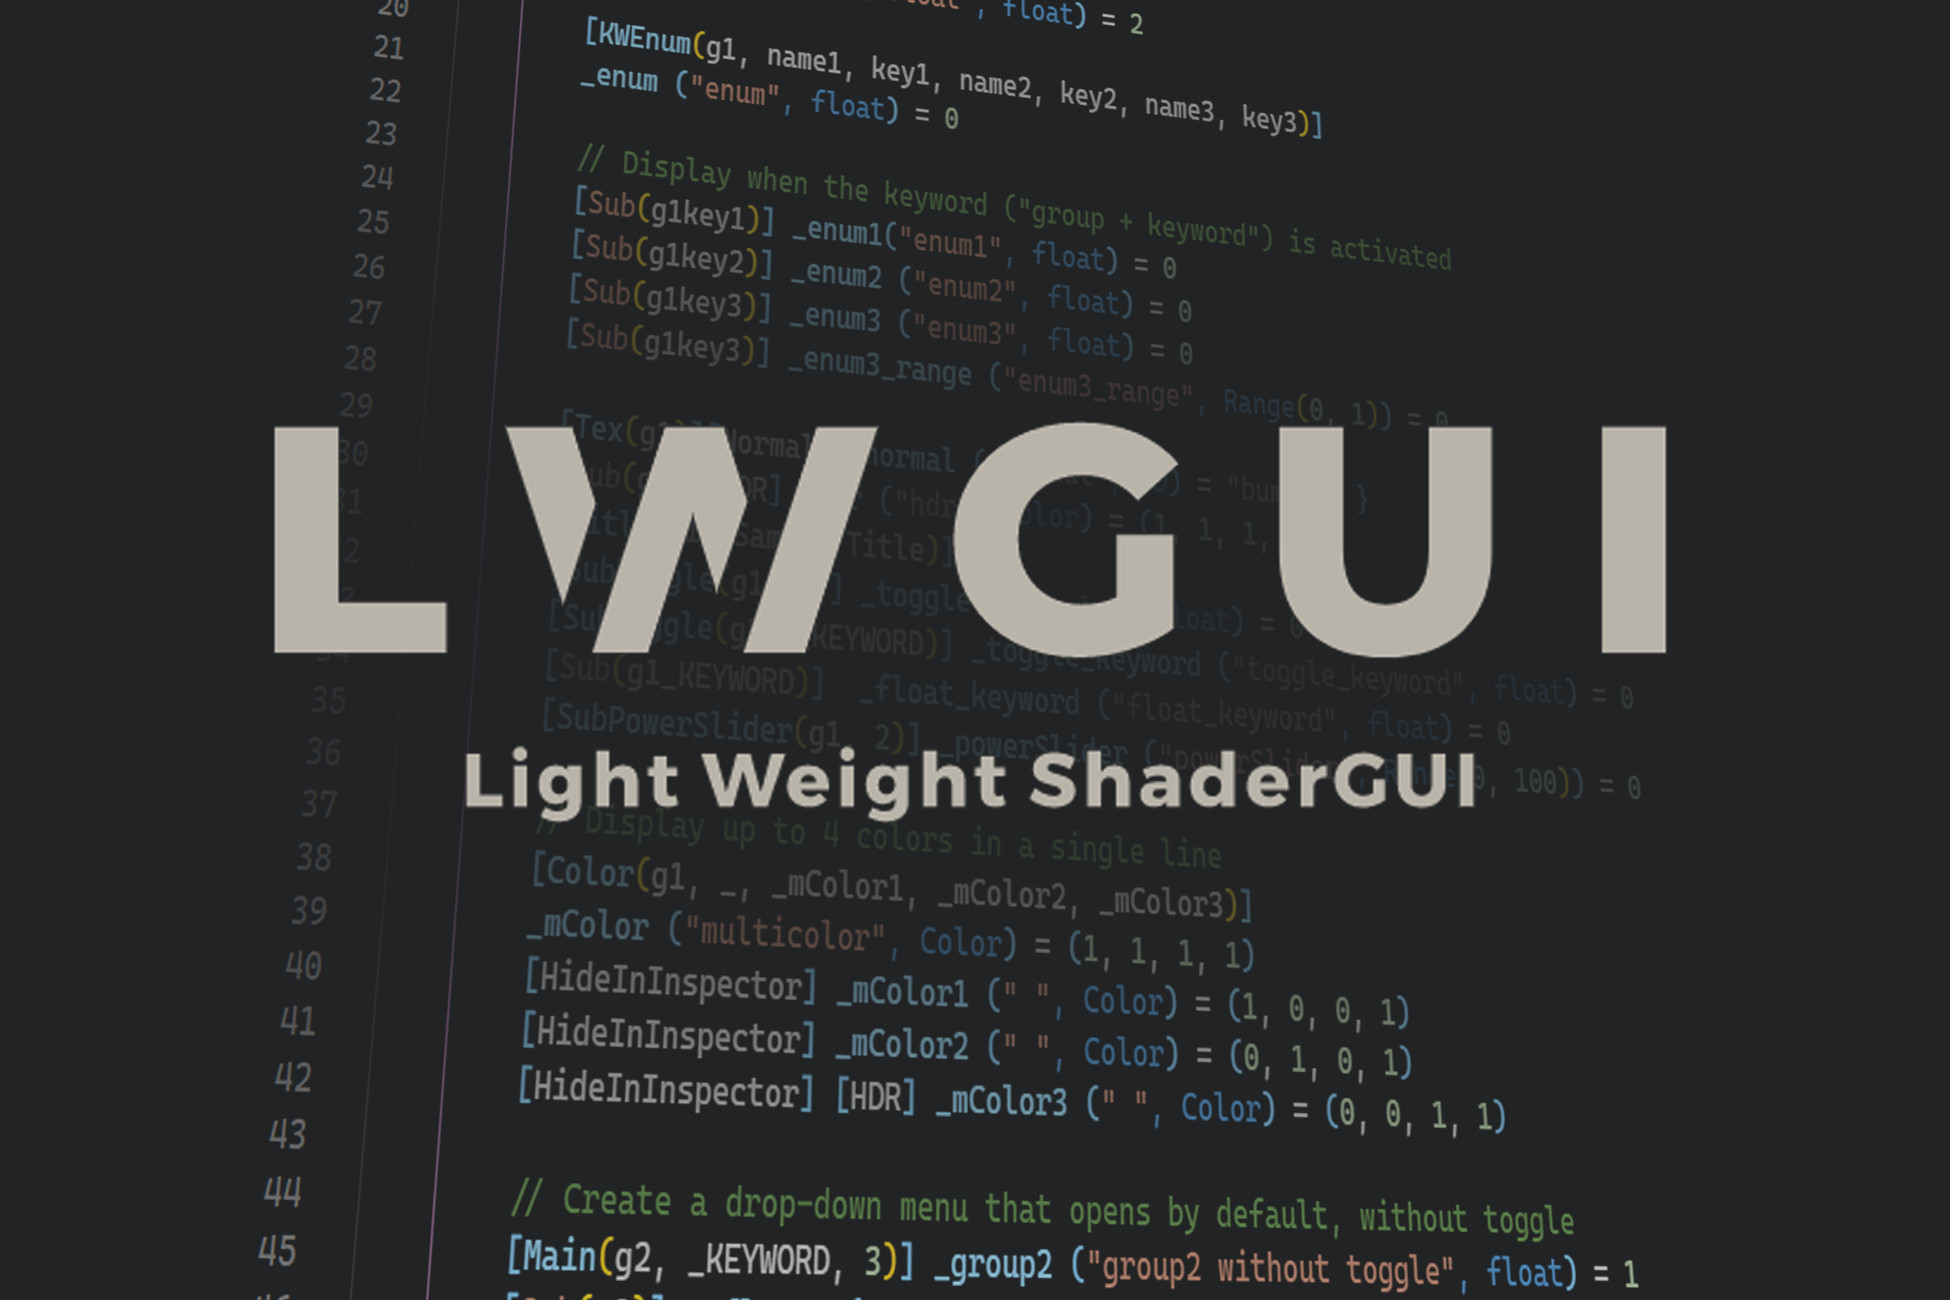 20 float) = 2
21 [KWEnum(g1, name1, key1, name2, key2, name3, key3)]
22 _enum ("enum", float) = 0
23
24 // Display when the keyword ("group + keyword") is activated
25 [Sub(g1key1)] _enum1("enum1", float) = 0
26 [Sub(g1key2)] _enum2 ("enum2", float) = 0
27 [Sub(g1key3)] _enum3 ("enum3", float) = 0
28 [Sub(g1key3)] _enum3_range ("enum3_range", Range(0, 1)) = 0
29
LWGUI
35 [Sub(g1_KEYWORD)] _float_keyword ("float_keyword", float) = 0
36 [SubPowerSlider(g1, 2)] _powerSlider 0, 100)) = 0
Light Weight ShaderGUI
37
38 // Display up to 4 colors in a single line
39 [Color(g1, _, _mColor1, _mColor2, _mColor3)]
40 _mColor ("multicolor", Color) = (1, 1, 1, 1)
41 [HideInInspector] _mColor1 (" ", Color) = (1, 0, 0, 1)
42 [HideInInspector] _mColor2 (" ", Color) = (0, 1, 0, 1)
43 [HideInInspector] [HDR] _mColor3 (" ", Color) = (0, 0, 1, 1)
44 // Create a drop-down menu that opens by default, without toggle
45 [Main(g2, _KEYWORD, 3)] _group2 ("group2 without toggle", float) = 1